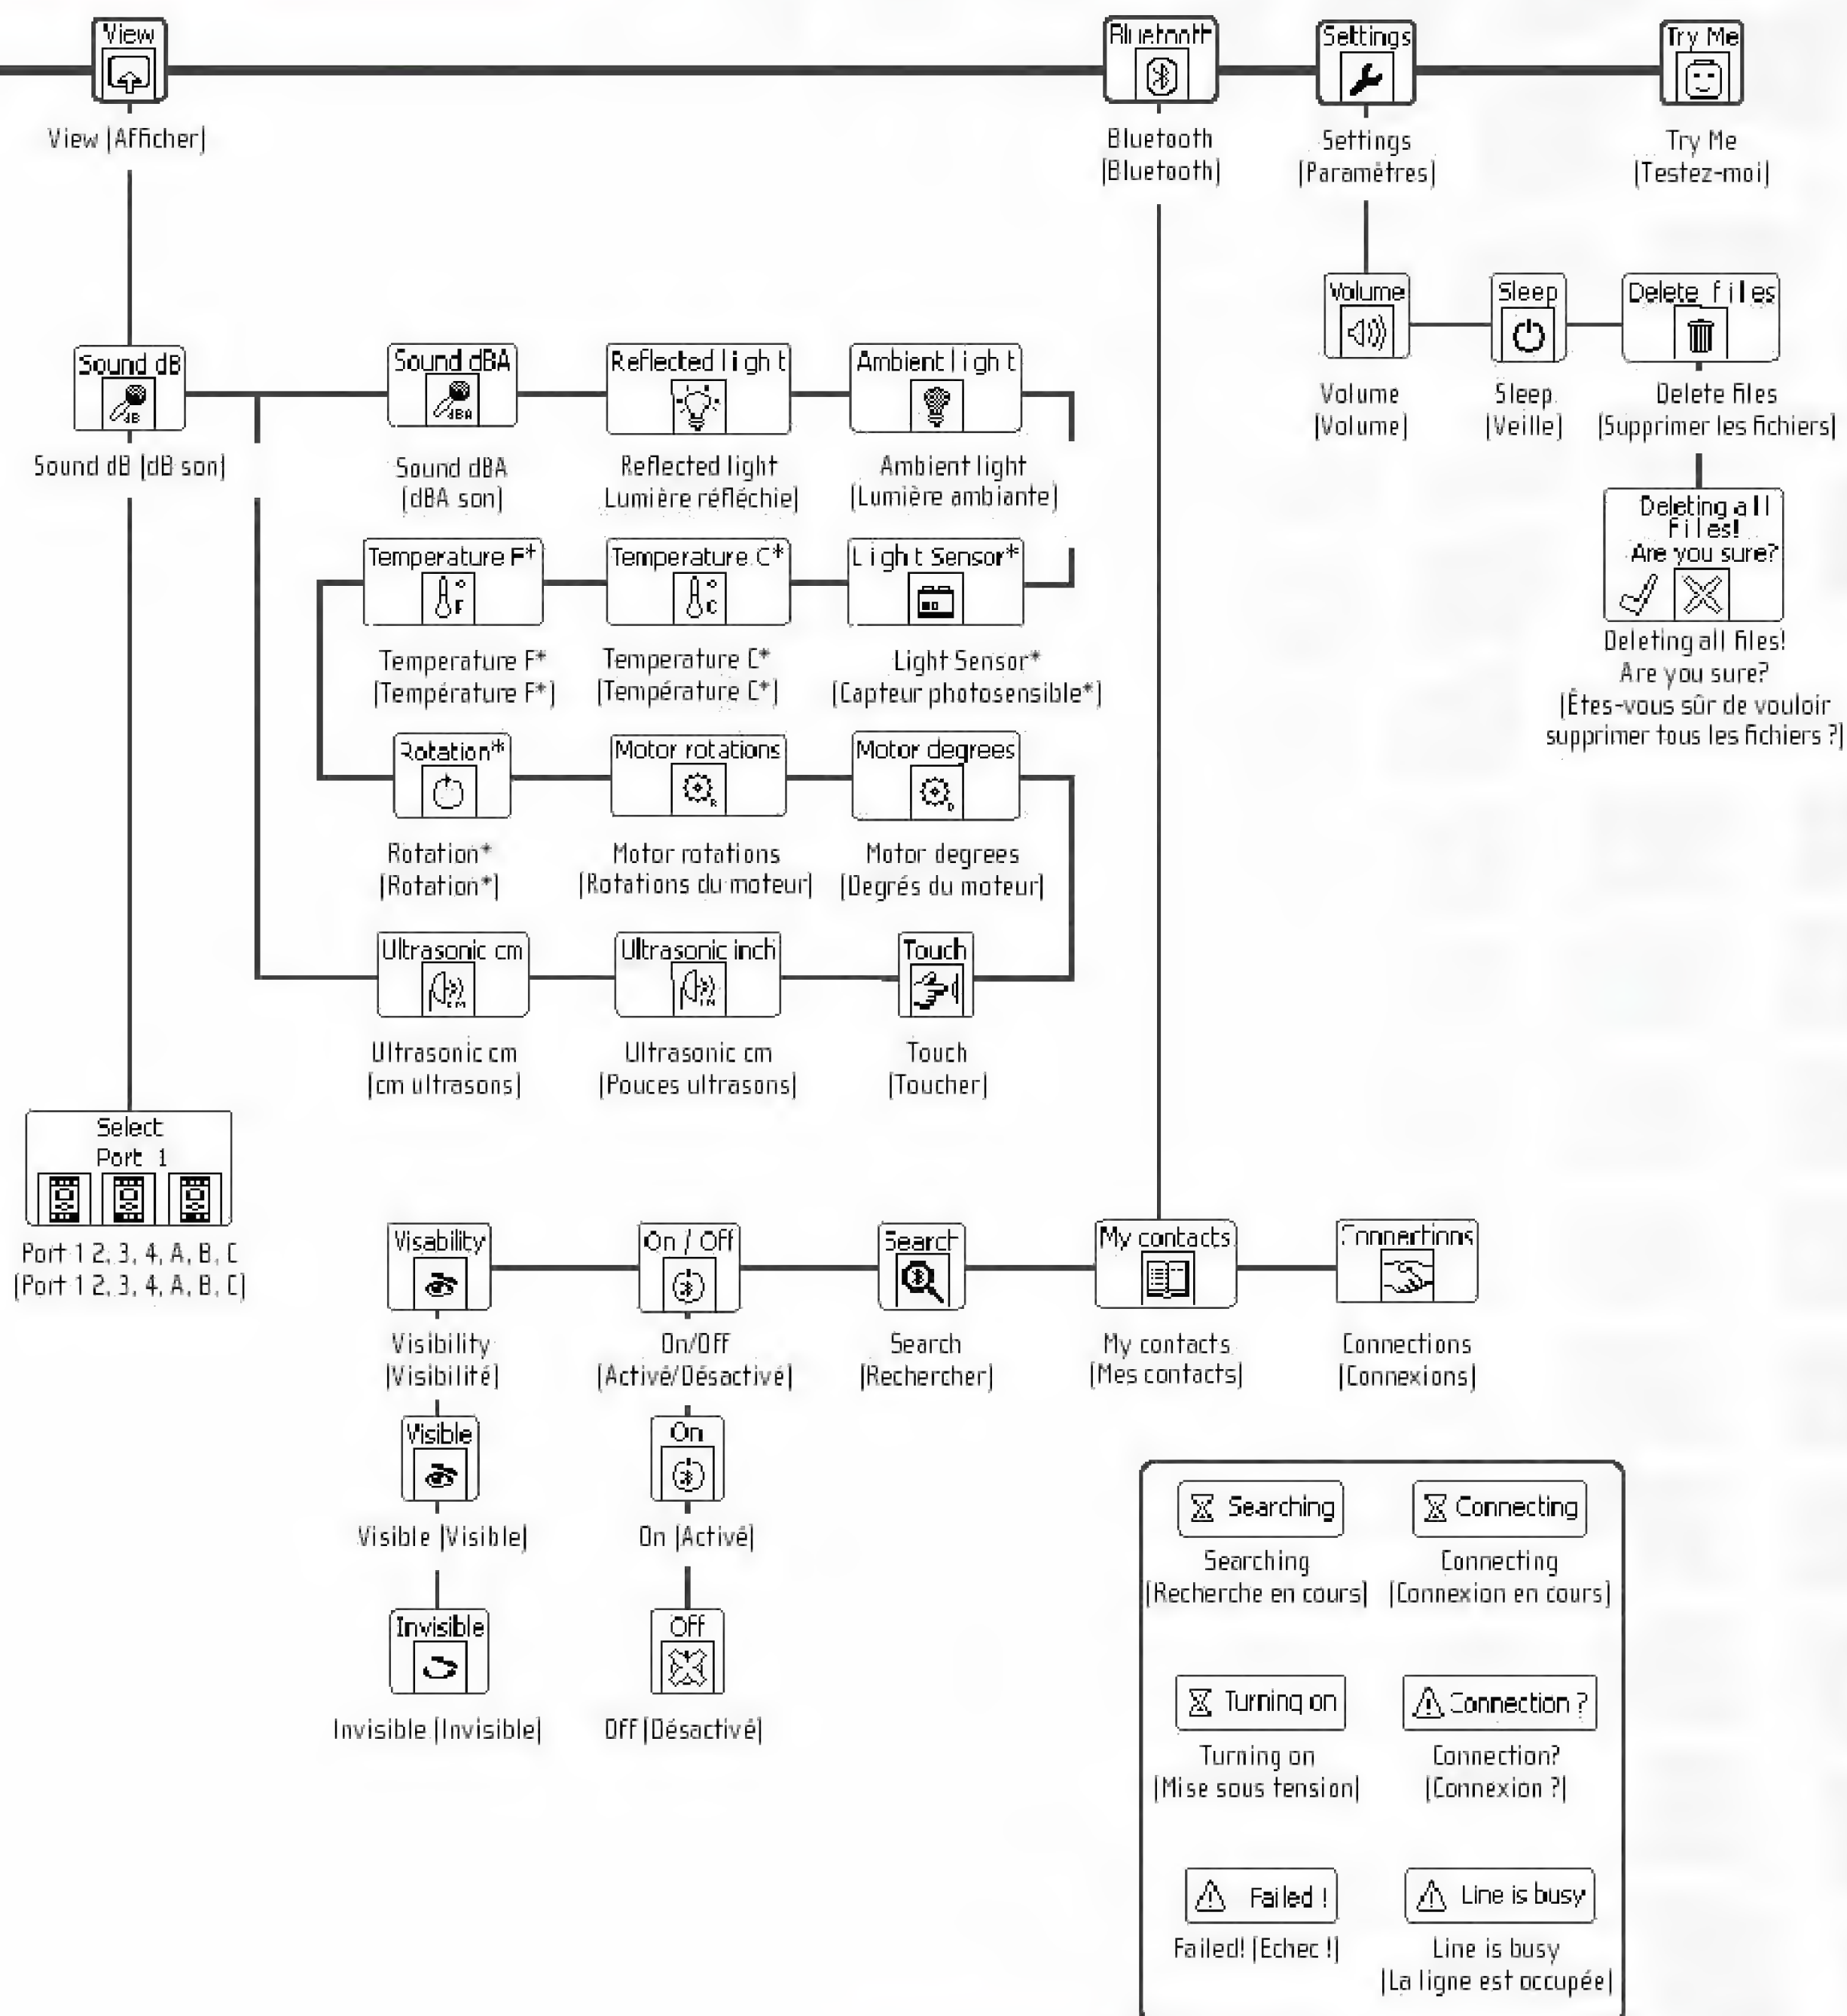 View
Bluetooth
Settings
Try Me
View (Afficher)
Bluetooth
(Bluetooth)
Settings
(Paramètres)
Try Me
(Testez-moi)
Volume
Sleep
Delete files
Volume
(Volume)
Sleep
(Veille)
Delete files
(Supprimer les fichiers)
Deleting all
files!
Are you sure?
Deleting all files!
Are you sure?
(Êtes-vous sûr de vouloir
supprimer tous les fichiers ?)
Sound dB
dB
Sound dBA
dBA
Reflected light
Ambient light
Sound dB (dB son)
Sound dBA
(dBA son)
Reflected light
Lumière réfléchie)
Ambient light
(Lumière ambiante)
Temperature F*
°F
Temperature C*
°C
Light Sensor*
Temperature F*
(Température F*)
Temperature C*
(Température C*)
Light Sensor*
(Capteur photosensible*)
Rotation*
Motor rotations
R
Motor degrees
D
Rotation*
(Rotation*)
Motor rotations
(Rotations du moteur)
Motor degrees
(Degrés du moteur)
Ultrasonic cm
CM
Ultrasonic inch
IN
Touch
Ultrasonic cm
(cm ultrasons)
Ultrasonic cm
(Pouces ultrasons)
Touch
(Toucher)
Select
Port 1
Port 1 2, 3, 4, A, B, C
(Port 1 2, 3, 4, A, B, C)
Visability
On / Off
Search
My contacts
Connections
Visibility
(Visibilité)
On/Off
(Activé/Désactivé)
Search
(Rechercher)
My contacts
(Mes contacts)
Connections
(Connexions)
Visible
On
Visible (Visible)
On (Activé)
Invisible
Off
Invisible (Invisible)
Off (Désactivé)
Searching
Connecting
Searching
(Recherche en cours)
Connecting
(Connexion en cours)
Turning on
Connection ?
Turning on
(Mise sous tension)
Connection?
(Connexion ?)
Failed !
Line is busy
Failed! (Echec !)
Line is busy
(La ligne est occupée)